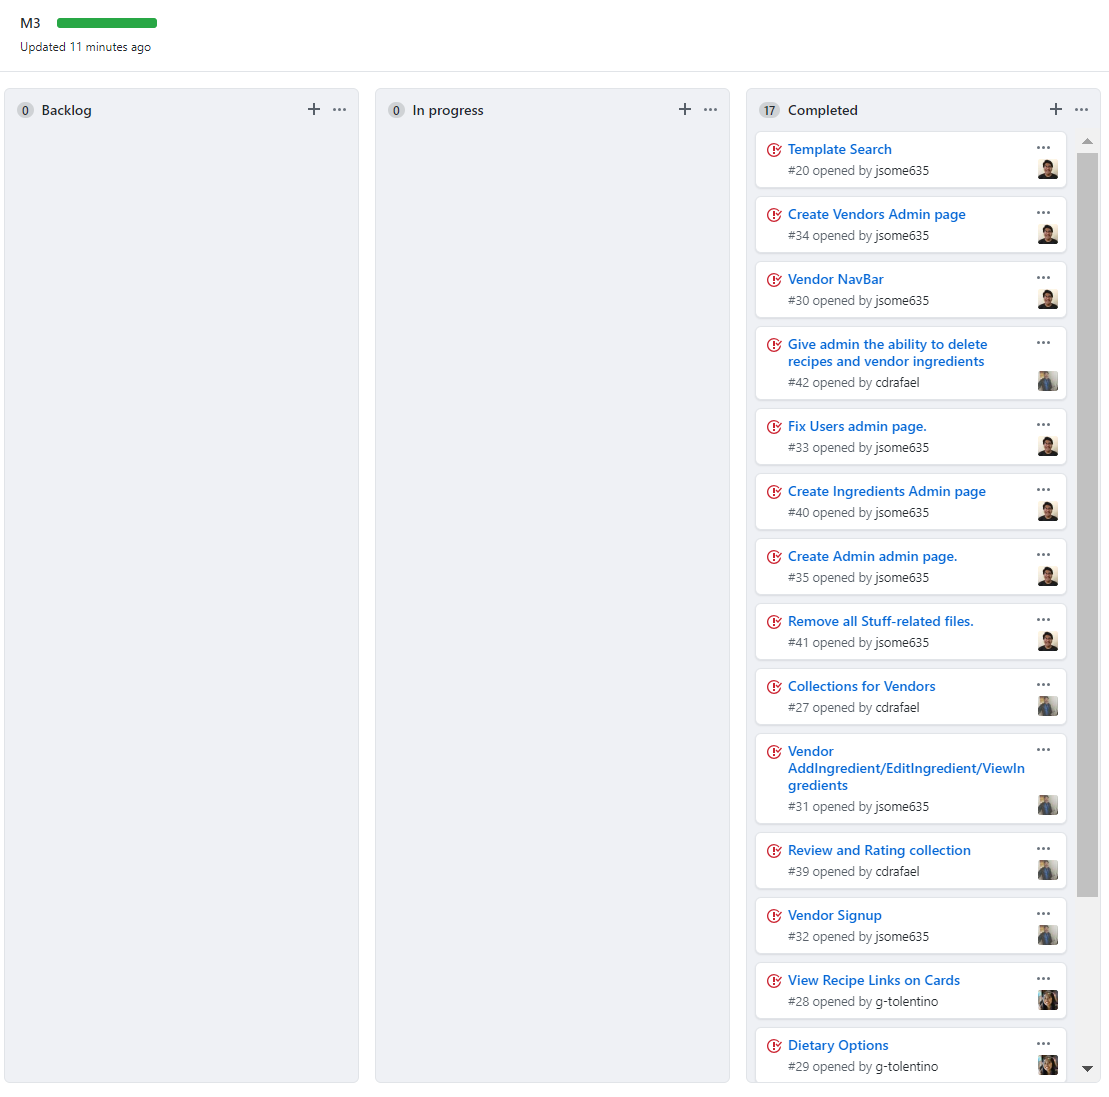 M3
Updated 11 minutes ago
0 Backlog
0 In progress
17 Completed
Template Search
#20 opened by jsome635
Create Vendors Admin page
#34 opened by jsome635
Vendor NavBar
#30 opened by jsome635
Give admin the ability to delete
recipes and vendor ingredients
#42 opened by cdrafael
Fix Users admin page.
#33 opened by jsome635
Create Ingredients Admin page
#40 opened by jsome635
Create Admin admin page.
#35 opened by jsome635
Remove all Stuff-related files.
#41 opened by jsome635
Collections for Vendors
#27 opened by cdrafael
Vendor
AddIngredient/EditIngredient/ViewIn
gredients
#31 opened by jsome635
Review and Rating collection
#39 opened by cdrafael
Vendor Signup
#32 opened by jsome635
View Recipe Links on Cards
#28 opened by g-tolentino
Dietary Options
#29 opened by g-tolentino